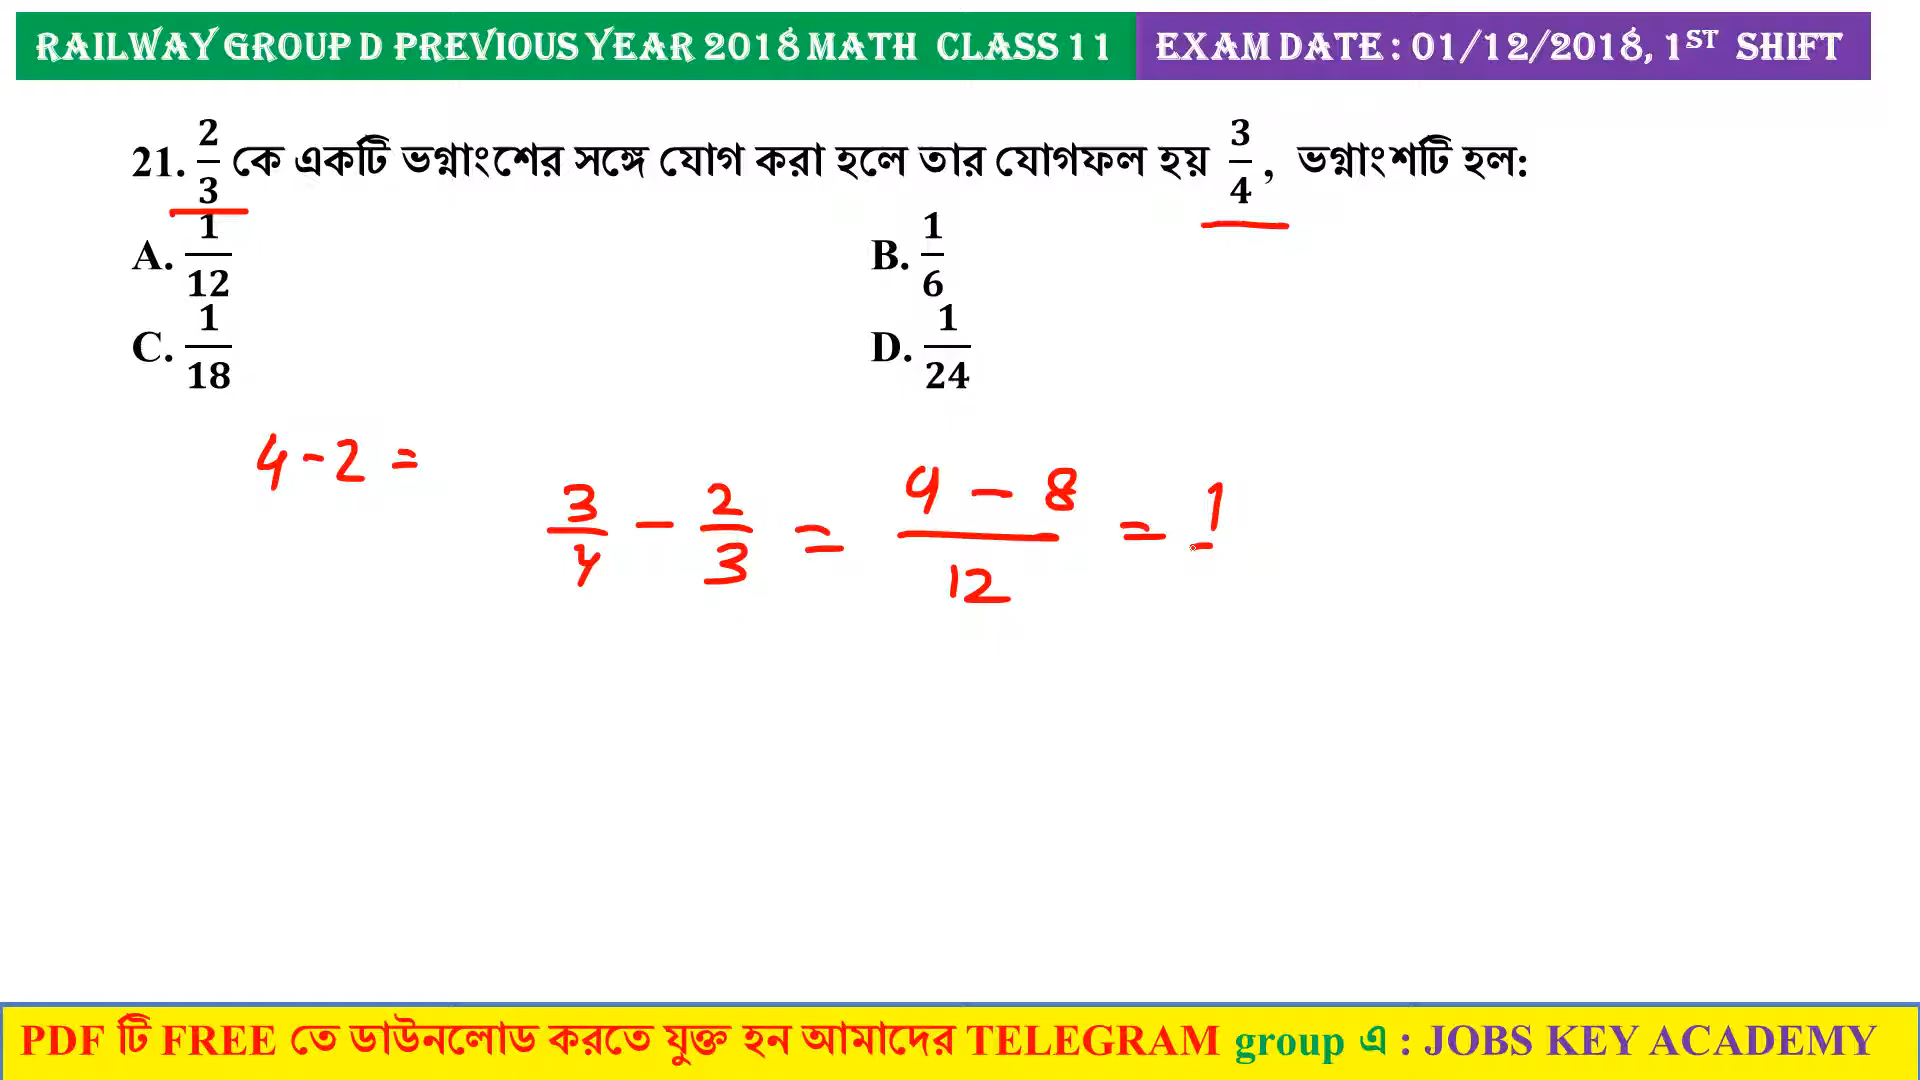 RAILWAY GROUP D PREVIOUS YEAR 2018 MATH CLASS 11 EXAM DATE : 01/12/2018, 1ST SHIFT
21. 2/3 কে একটি ভগ্নাংশের সঙ্গে যোগ করা হলে তার যোগফল হয় 3/4, ভগ্নাংশটি হল:
A. 1/12 B. 1/6
C. 1/18 D. 1/24
4 - 2 =
3/4 - 2/3 = 9 - 8/12 = 1
PDF টি FREE তে ডাউনলোড করতে যুক্ত হন আমাদের TELEGRAM group এ : JOBS KEY ACADEMY